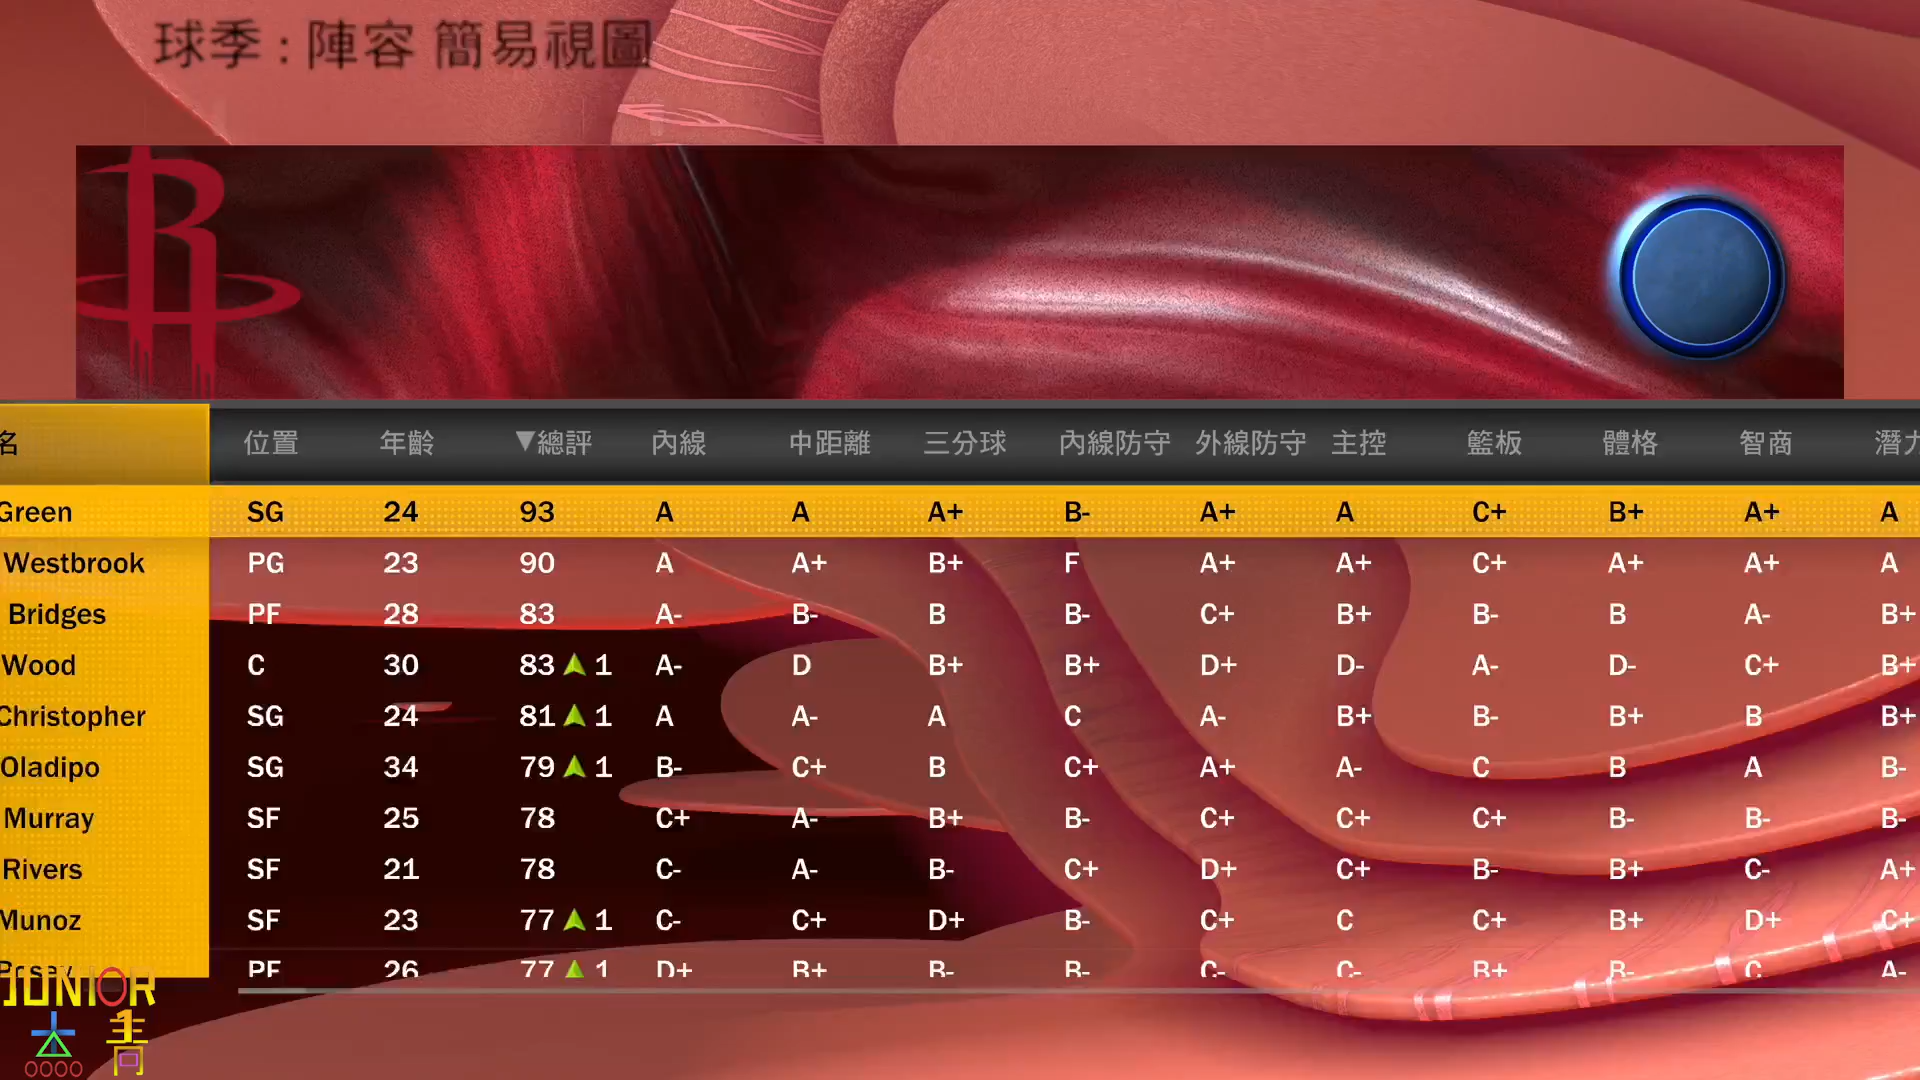 球季 : 陣容 簡易視圖
名 位置 年齡 ▼總評 內線 中距離 三分球 內線防守 外線防守 主控 籃板 體格 智商 潛力
Green SG 24 93 A A A+ B- A+ A C+ B+ A+ A
Westbrook PG 23 90 A A+ B+ F A+ A+ C+ A+ A+ A
Bridges PF 28 83 A- B- B B- C+ B+ B- B A- B+
Wood C 30 83 ▲ 1 A- D B+ B+ D+ D- A- D- C+ B+
Christopher SG 24 81 ▲ 1 A A- A C A- B+ B- B+ B B+
Oladipo SG 34 79 ▲ 1 B- C+ B C+ A+ A- C B A B-
Murray SF 25 78 C+ A- B+ B- C+ C+ C+ B- B- B-
Rivers SF 21 78 C- A- B- C+ D+ C+ B- B+ C- A+
Munoz SF 23 77 ▲ 1 C- C+ D+ B- C+ C C+ B+ D+ C+
Posey PF 26 77 ▲ 1 D+ B+ B- B- C- C- B+ B- C A-
JUNIOR